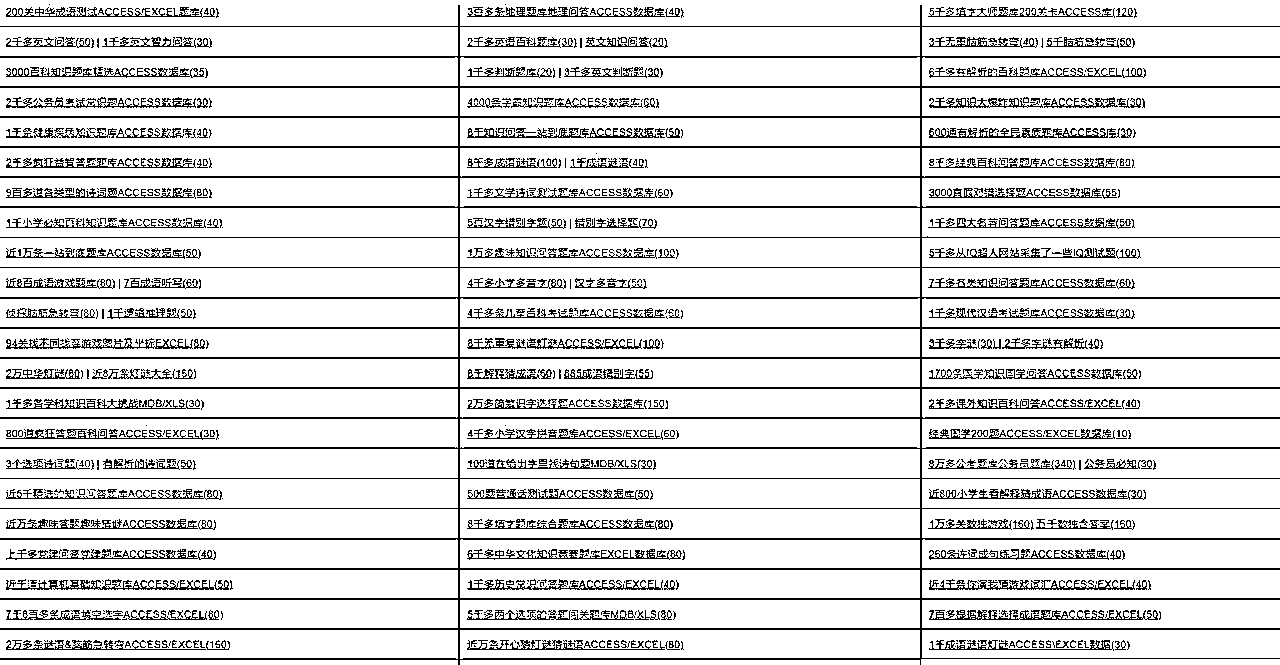 200关中华成语测试ACCESS/EXCEL题库(40)
3百多条地理题库地理问答ACCESS数据库(40)
5千多填字大师题库200关卡ACCESS库(120)
2千多英文问答(50) | 1千多英文智力问答(30)
2千多英语百科题库(30) | 英文知识问答(20)
3千无重脑筋急转弯(40) | 5千脑筋急转弯(50)
3000百科知识题库精选ACCESS数据库(35)
1千多判断题库(20) | 3千多英文判断题(30)
6千多有解析的百科题库ACCESS/EXCEL(100)
2千多公务员考试常识题ACCESS数据库(30)
4000条学霸知识题库ACCESS数据库(60)
2千多知识大爆炸知识题库ACCESS库(30)
1千条健康疾病知识题库ACCESS数据库(40)
8千知识问答一站到底题库ACCESS数据库(50)
600道有解析的全民素质题库ACCESS库(30)
2千多疯狂益智答题题库ACCESS数据库(40)
6千多成语谜语(100) | 1千成语谜语(40)
8千多经典百科问答题库ACCESS数据库(60)
9百多道各类型的诗词题ACCESS数据库(60)
1千多文学诗词测试题库ACCESS数据库(60)
3000真假对错选择题ACCESS数据库(55)
1千小学必知百科知识题库ACCESS数据库(40)
5百汉字错别字题(50) | 错别字选择题(70)
1千多四大名著问答题库ACCESS数据库(50)
近1万条一站到底题库ACCESS数据库(50)
1万多趣味知识问答题库ACCESS数据库(100)
5千多从IQ超人网站采集了一些IQ测试题(100)
近8百成语游戏题库(60) | 7百成语听写(60)
4千多小学多音字(80) | 汉字多音字(50)
7千多各类知识问答题库ACCESS数据库(60)
侦探脑筋急转弯(60) | 1千逻辑推理题(50)
4千多条儿童百科考试题库ACCESS数据库(60)
1千多现代汉语考试题库ACCESS数据库(30)
94关找不同找茬游戏图片及坐标EXCEL(80)
8千无重复谜语灯谜ACCESS/EXCEL(100)
3千多字谜(30) | 2千多字谜有解析(40)
2万中华灯谜(80) | 近6万条灯谜大全(160)
6千解释猜成语(60) | 665成语错别字(55)
1700条医学知识医学问答ACCESS数据库(50)
1千多各学科知识百科大挑战MDB/XLS(30)
2万多简繁识字选择题ACCESS数据库(150)
2千多课外知识百科问答ACCESS/EXCEL(40)
800道疯狂答题百科问答ACCESS/EXCEL(30)
4千多小学汉字拼音题库ACCESS/EXCEL(60)
经典国学200题ACCESS/EXCEL数据库(10)
3个选项诗词题(40) | 有解析的诗词题(50)
100道在给出字里找诗句题MDB/XLS(30)
9万多公考题库公务员题库(340) | 公务员必知(30)
近5千精选的知识问答题库ACCESS数据库(80)
500题普通话测试题ACCESS数据库(50)
近800小学生看解释猜成语ACCESS数据库(30)
近万条趣味答题趣味猜谜ACCESS数据库(80)
8千多填字题库综合题库ACCESS数据库(80)
1万多关数独游戏(160) 五千数独含答案(150)
上千多党建问答党建题库ACCESS数据库(40)
6千多中华文化知识竞赛题库EXCEL数据库(80)
260条连词成句练习题ACCESS数据库(40)
近千道计算机基础知识题库ACCESS/EXCEL(50)
1千多历史常识问答题库ACCESS/EXCEL(40)
近4千条你演我猜游戏词汇ACCESS/EXCEL(40)
7千6百多条成语填空选字ACCESS/EXCEL(60)
5千多两个选项的答题闯关题库MDB/XLS(80)
7百多根据解释选择成语题库ACCESS/EXCEL(50)
2万多条谜语&脑筋急转弯ACCESS/EXCEL(160)
近万条开心猜灯谜猜谜语ACCESS/EXCEL(80)
1千成语谜语灯谜ACCESS\EXCEL数据(30)